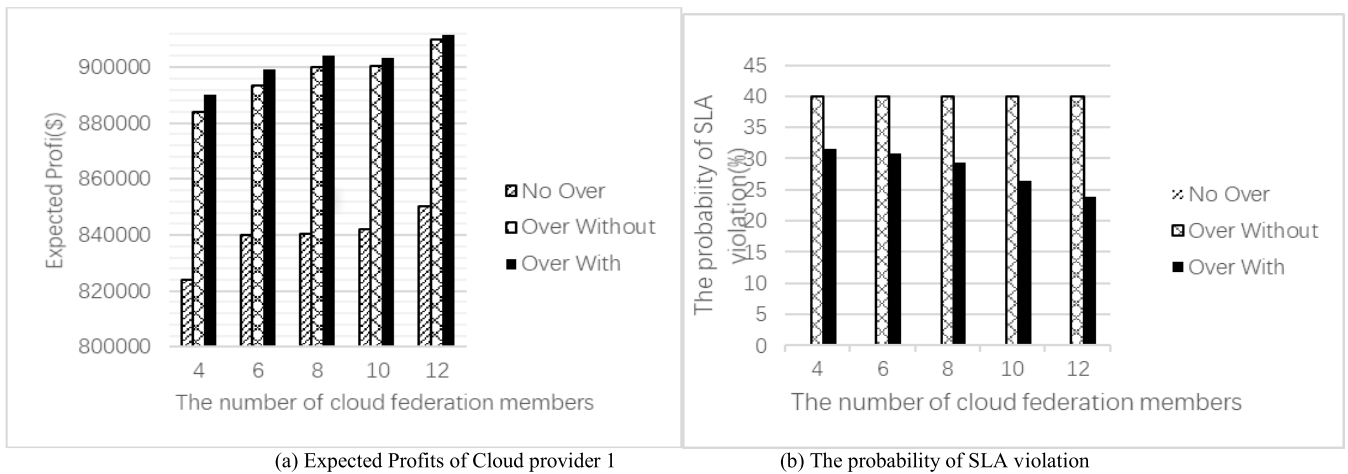 Expected Profi($)
900000
880000
860000
840000
820000
800000
4 6 8 10 12
The number of cloud federation members
No Over
Over Without
Over With
(a) Expected Profits of Cloud provider 1
The probabiity of SLA
violation(%)
45
40
35
30
25
20
15
10
5
0
4 6 8 10 12
The number of cloud federation members
No Over
Over Without
Over With
(b) The probability of SLA violation